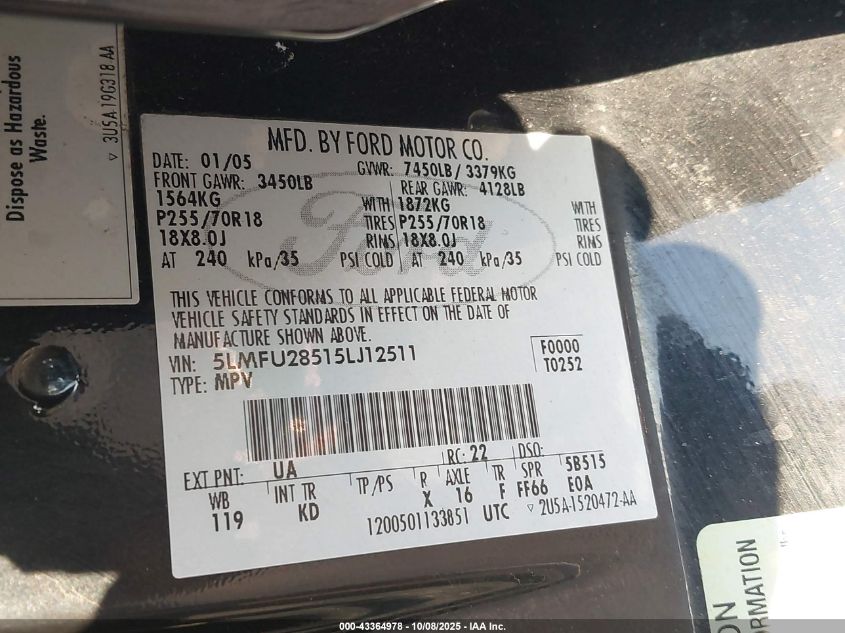 Dispose as Hazardous
Waste.
▽ 3U5A19G318 AA
MFD. BY FORD MOTOR CO.
DATE: 01/05 GVWR: 7450LB/ 3379KG
FRONT GAWR: 3450LB REAR GAWR: 4128LB
1564KG WITH 1872KG WITH
P255/70R18 TIRES P255/70R18 TIRES
18X8.0J RINS 18X8.0J RINS
AT 240 kPa/35 PSI COLD AT 240 kPa/35 PSI COLD
Ford
THIS VEHICLE CONFORMS TO ALL APPLICABLE FEDERAL MOTOR
VEHICLE SAFETY STANDARDS IN EFFECT ON THE DATE OF
MANUFACTURE SHOWN ABOVE.
VIN: 5LMFU28515LJ12511 F0000
TYPE: MPV T0252
EXT PNT: UA RC: 22 DSO:
WB INT TR TP/PS R AXLE TR SPR 5B515
119 KD X 16 F FF66 E0A
1200501133851 UTC ▽ 2U5A-1520472-AA
ON
ORMATION
000-43364978 - 10/08/2025 - IAA Inc.